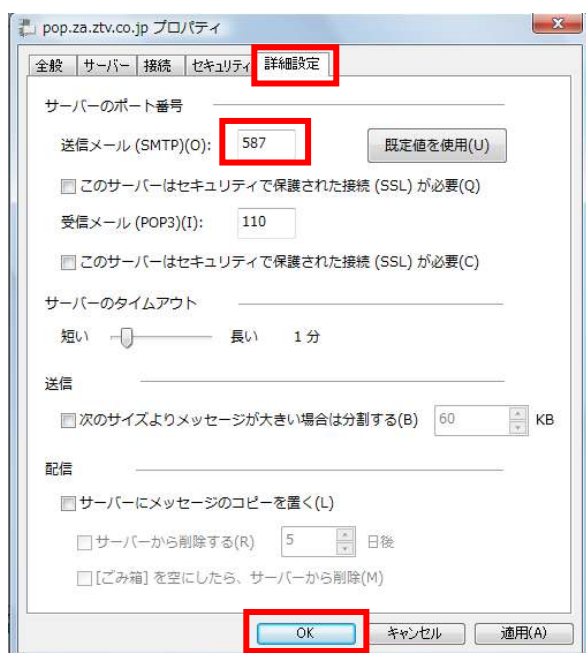 pop.za.ztv.co.jp プロパティ
全般 サーバー 接続 セキュリティ 詳細設定
サーバーのポート番号
送信メール (SMTP)(O): 587 既定値を使用(U)
このサーバーはセキュリティで保護された接続 (SSL) が必要(Q)
受信メール (POP3)(I): 110
このサーバーはセキュリティで保護された接続 (SSL) が必要(C)
サーバーのタイムアウト
短い 長い 1 分
送信
次のサイズよりメッセージが大きい場合は分割する(B) 60 KB
配信
サーバーにメッセージのコピーを置く(L)
サーバーから削除する(R) 5 日後
[ごみ箱] を空にしたら、サーバーから削除(M)
OK キャンセル 適用(A)